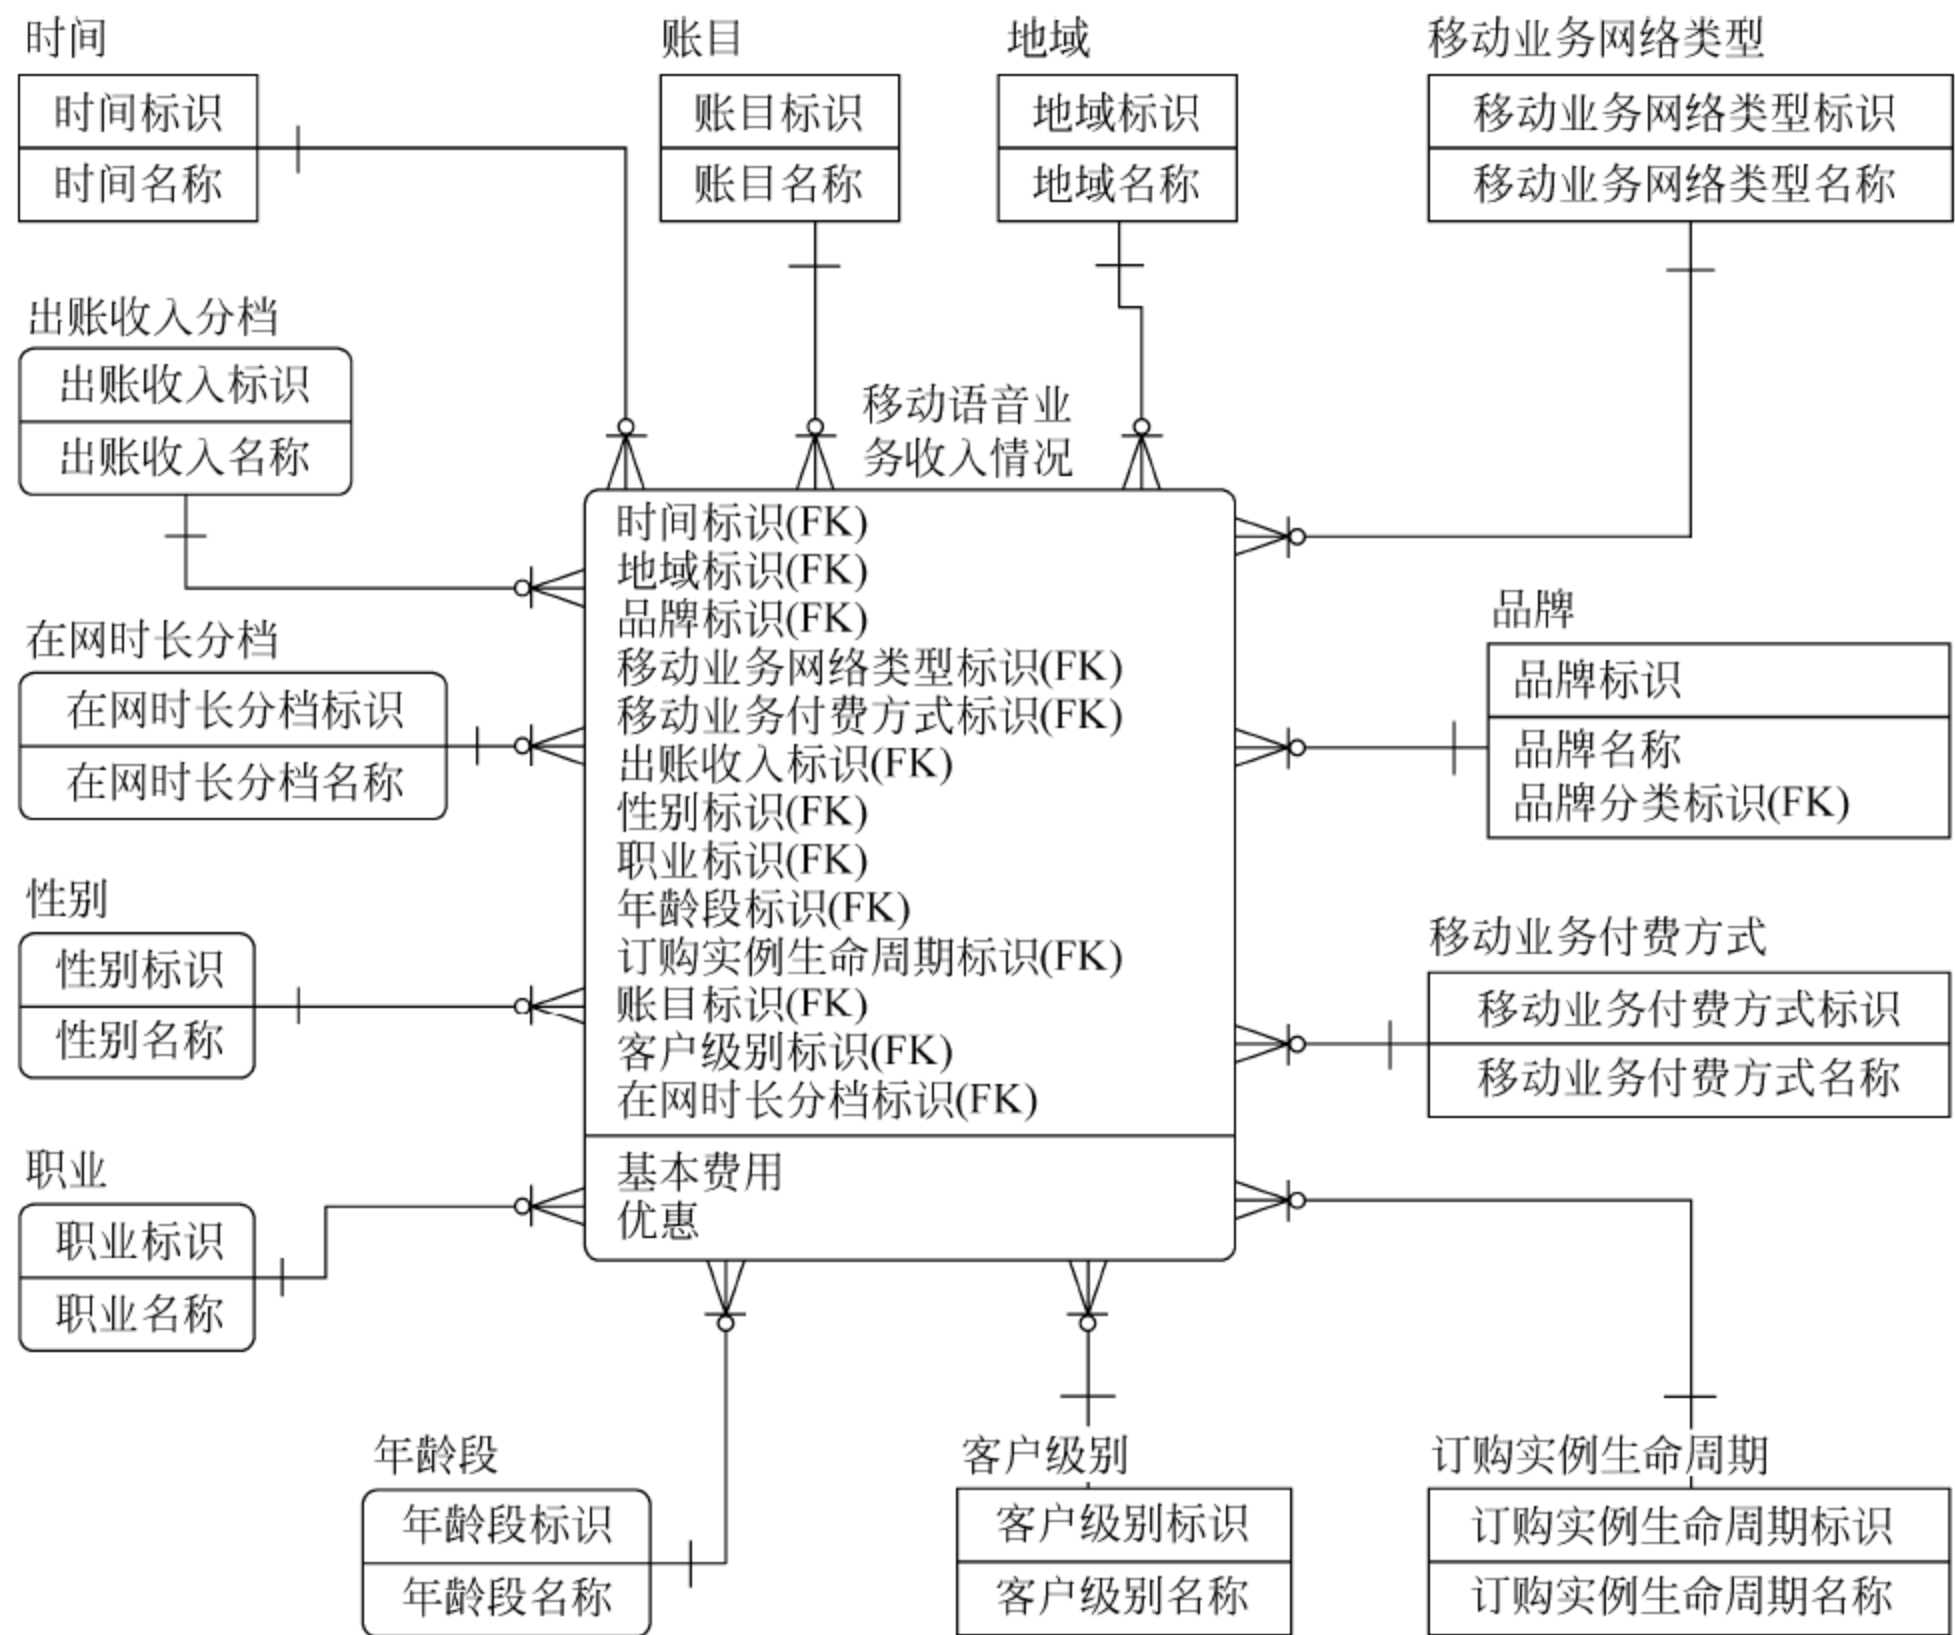 时间
时间标识
时间名称
账目
账目标识
账目名称
地域
地域标识
地域名称
移动业务网络类型
移动业务网络类型标识
移动业务网络类型名称
出账收入分档
出账收入标识
出账收入名称
在网时长分档
在网时长分档标识
在网时长分档名称
性别
性别标识
性别名称
职业
职业标识
职业名称
移动语音业
务收入情况
时间标识(FK)
地域标识(FK)
品牌标识(FK)
移动业务网络类型标识(FK)
移动业务付费方式标识(FK)
出账收入标识(FK)
性别标识(FK)
职业标识(FK)
年龄段标识(FK)
订购实例生命周期标识(FK)
账目标识(FK)
客户级别标识(FK)
在网时长分档标识(FK)
基本费用
优惠
品牌
品牌标识
品牌名称
品牌分类标识(FK)
移动业务付费方式
移动业务付费方式标识
移动业务付费方式名称
年龄段
年龄段标识
年龄段名称
客户级别
客户级别标识
客户级别名称
订购实例生命周期
订购实例生命周期标识
订购实例生命周期名称